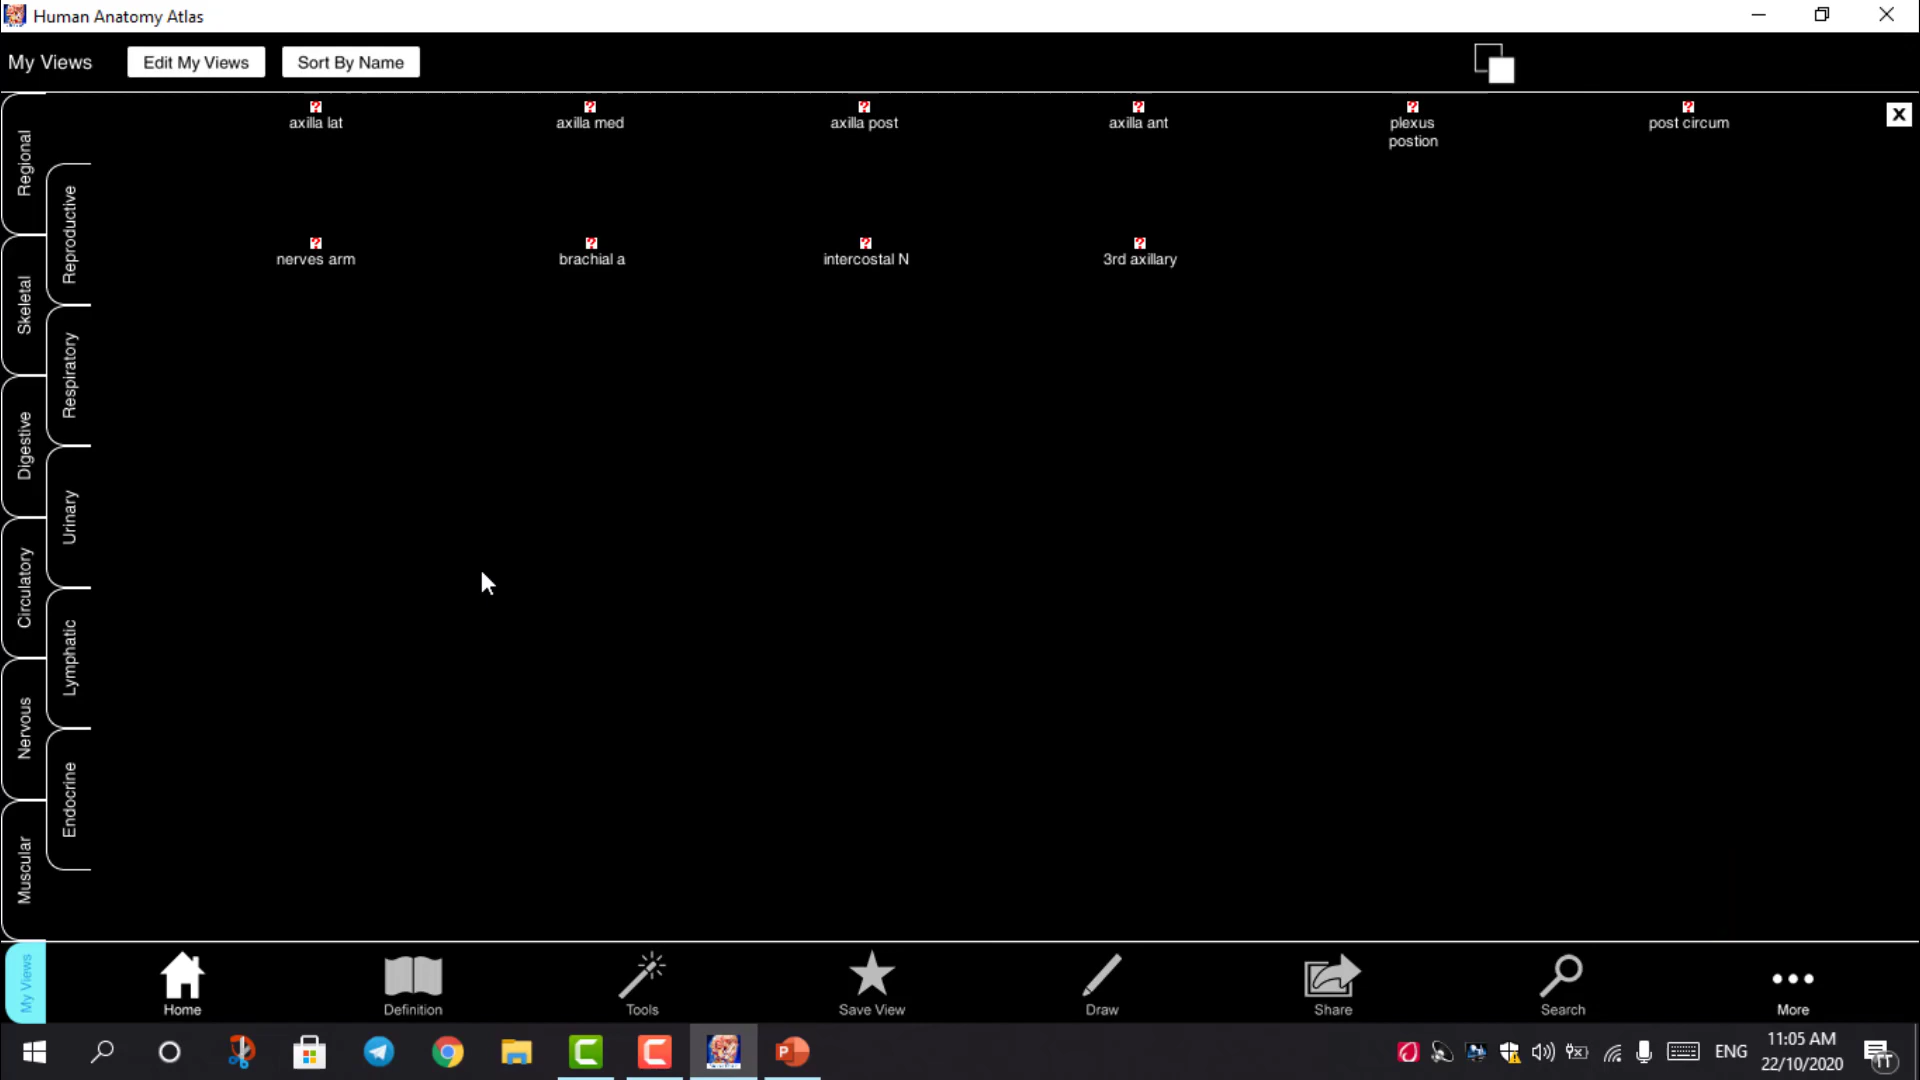 Human Anatomy Atlas
My Views
Edit My Views
Sort By Name
axilla lat
axilla med
axilla post
axilla ant
plexus
postion
post circum
X
nerves arm
brachial a
intercostal N
3rd axillary
Regional
Skeletal
Digestive
Circulatory
Nervous
Muscular
My Views
Reproductive
Respiratory
Urinary
Lymphatic
Endocrine
Home
Definition
Tools
Save View
Draw
Share
Search
More
ENG
11:05 AM
22/10/2020